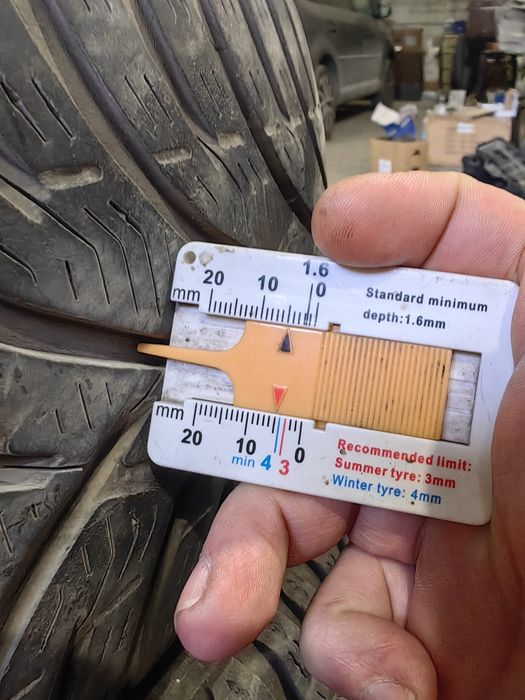 1.6
20 10 0
mm
Standard minimum
depth:1.6mm
mm
20 10 0
min 4 3
Recommended limit:
Summer tyre: 3mm
Winter tyre: 4mm